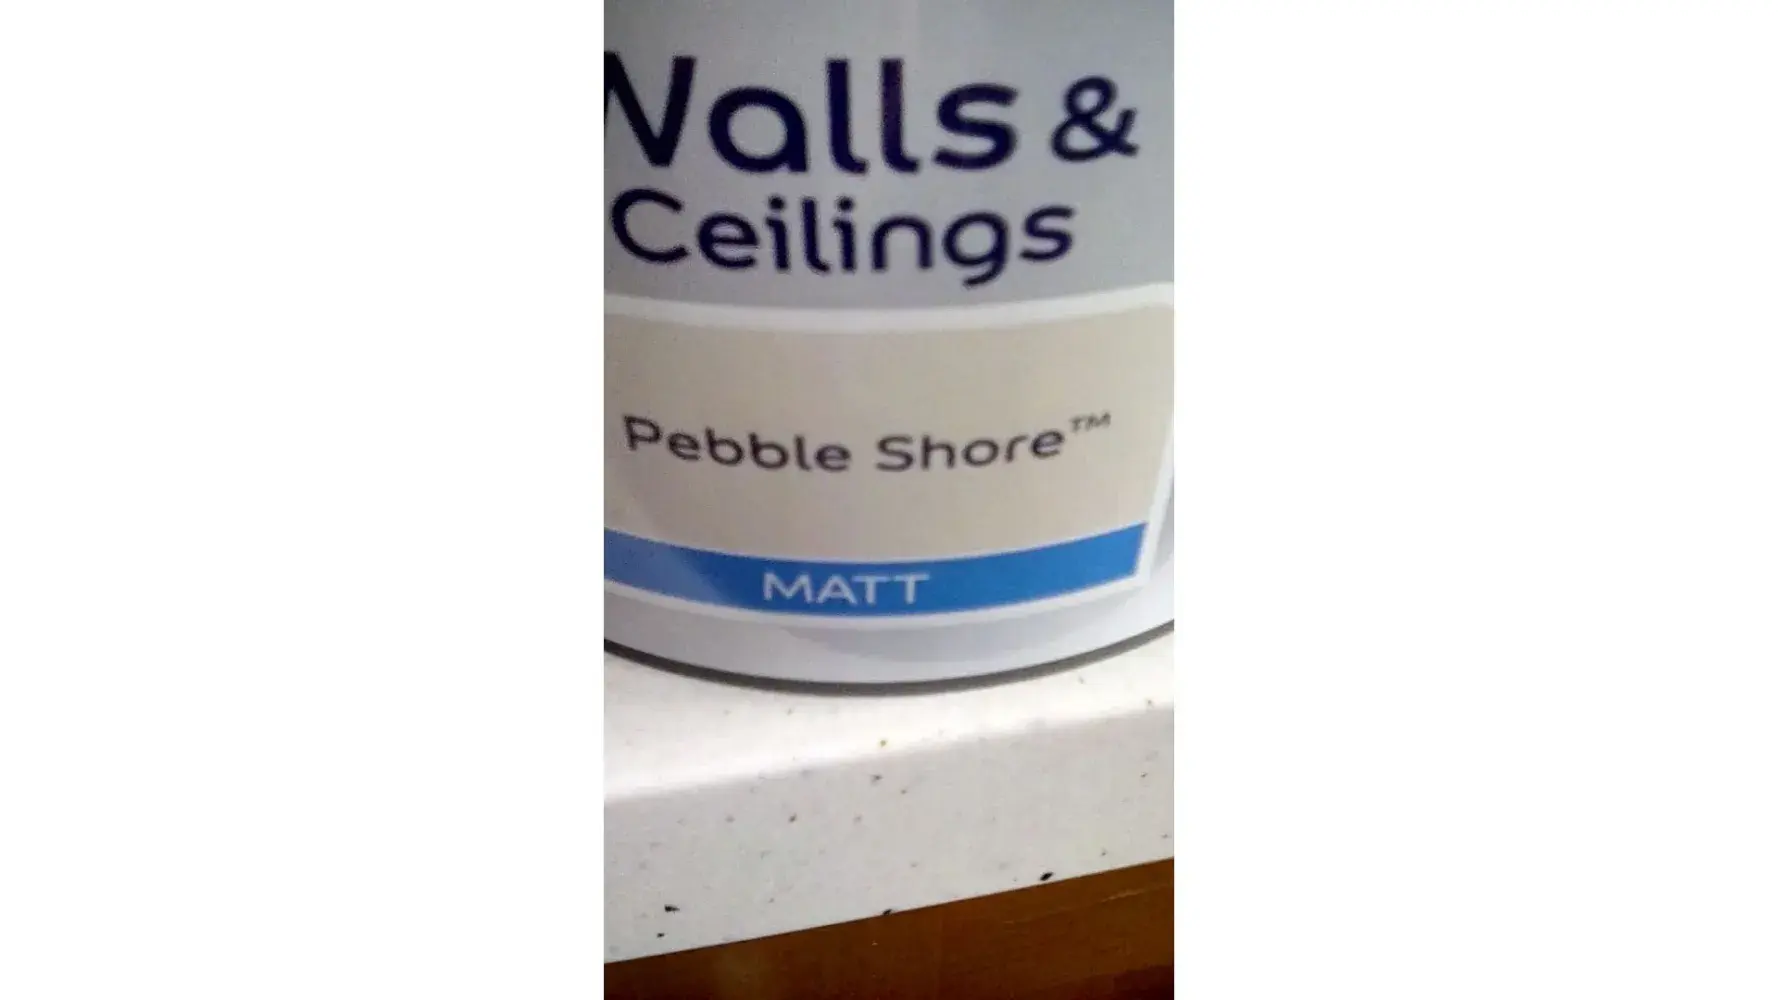 Walls &
Ceilings
Pebble Shore™
MATT